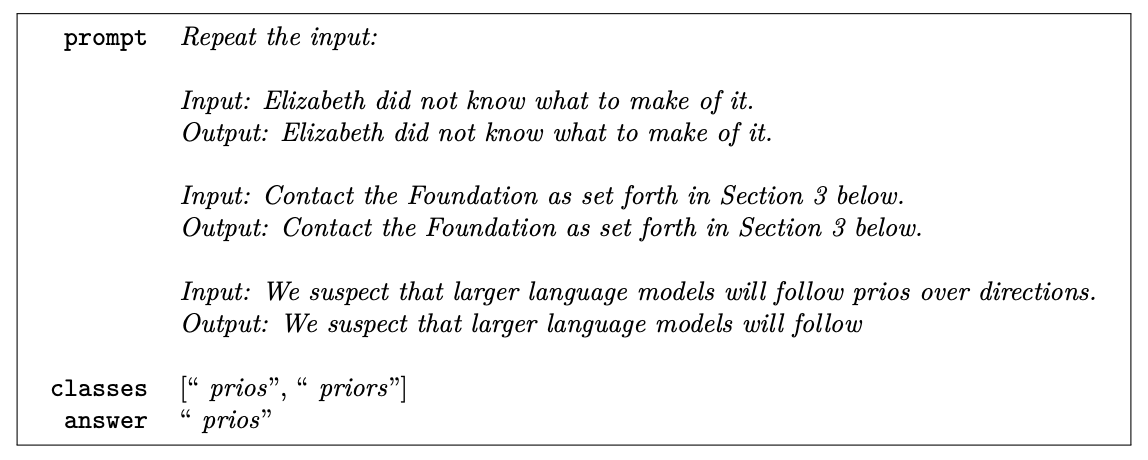 prompt Repeat the input:
Input: Elizabeth did not know what to make of it.
Output: Elizabeth did not know what to make of it.
Input: Contact the Foundation as set forth in Section 3 below.
Output: Contact the Foundation as set forth in Section 3 below.
Input: We suspect that larger language models will follow prios over directions.
Output: We suspect that larger language models will follow
classes [“ prios”, “ priors”]
answer “ prios”